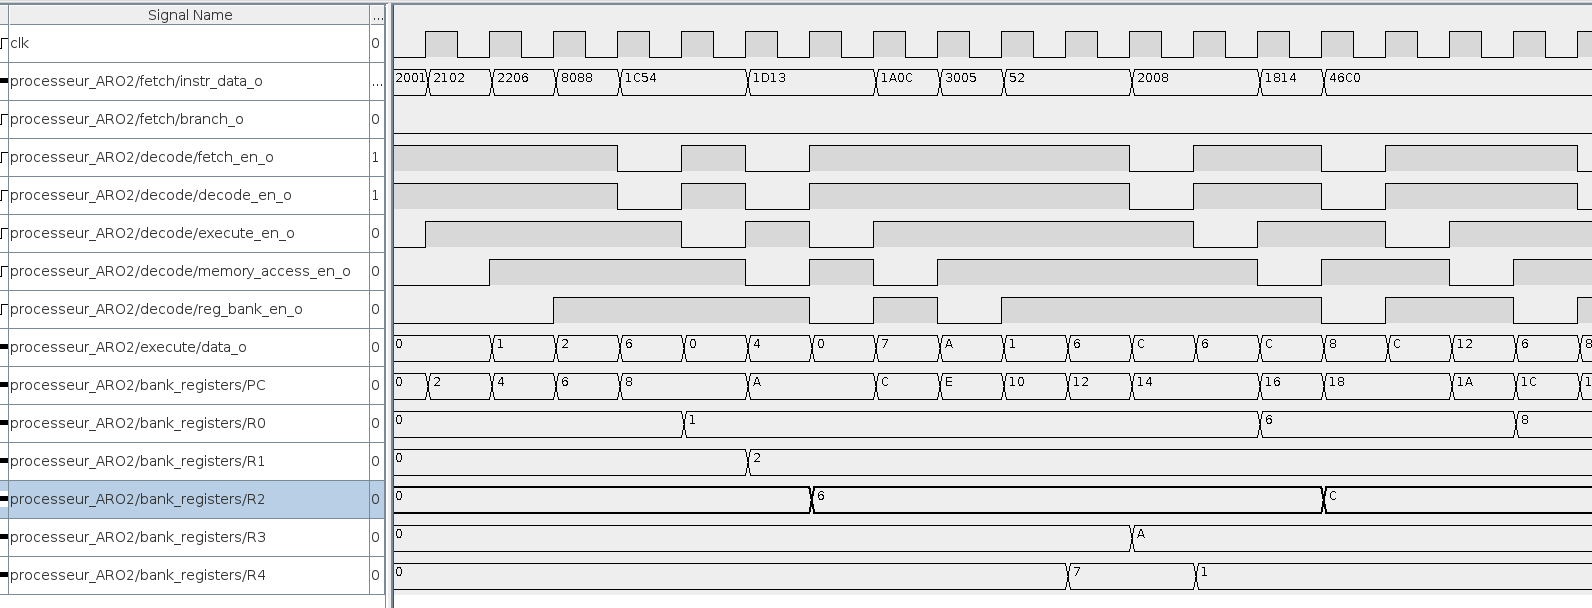 Signal Name ...
clk 0
processeur_ARO2/fetch/instr_data_o ... 2001 2102 2206 8088 1C54 1D13 1A0C 3005 52 2008 1814 46C0
processeur_ARO2/fetch/branch_o 0
processeur_ARO2/decode/fetch_en_o 1
processeur_ARO2/decode/decode_en_o 1
processeur_ARO2/decode/execute_en_o 0
processeur_ARO2/decode/memory_access_en_o 0
processeur_ARO2/decode/reg_bank_en_o 0
processeur_ARO2/execute/data_o 0 0 1 2 6 0 4 0 7 A 1 6 C 6 C 8 C 12 6 8
processeur_ARO2/bank_registers/PC 0 0 2 4 6 8 A C E 10 12 14 16 18 1A 1C 1
processeur_ARO2/bank_registers/R0 0 0 1 6 8
processeur_ARO2/bank_registers/R1 0 0 2
processeur_ARO2/bank_registers/R2 0 0 6 C
processeur_ARO2/bank_registers/R3 0 0 A
processeur_ARO2/bank_registers/R4 0 0 7 1